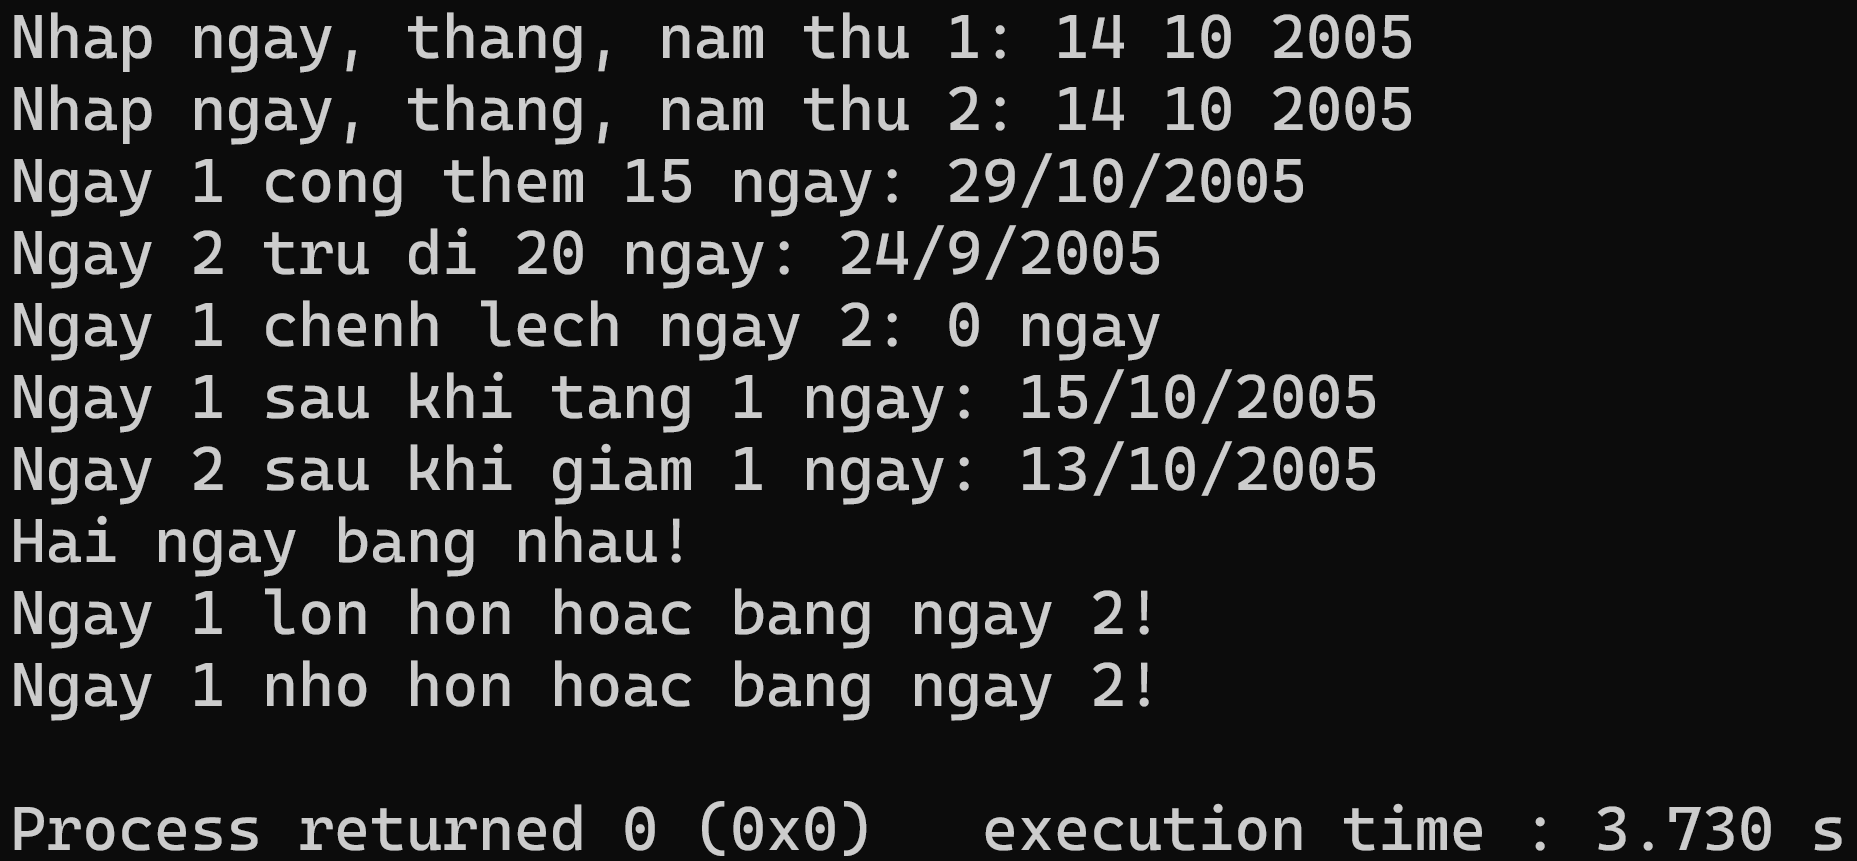 Nhap ngay, thang, nam thu 1: 14 10 2005
Nhap ngay, thang, nam thu 2: 14 10 2005
Ngay 1 cong them 15 ngay: 29/10/2005
Ngay 2 tru di 20 ngay: 24/9/2005
Ngay 1 chenh lech ngay 2: 0 ngay
Ngay 1 sau khi tang 1 ngay: 15/10/2005
Ngay 2 sau khi giam 1 ngay: 13/10/2005
Hai ngay bang nhau!
Ngay 1 lon hon hoac bang ngay 2!
Ngay 1 nho hon hoac bang ngay 2!
Process returned 0 (0x0)   execution time : 3.730 s